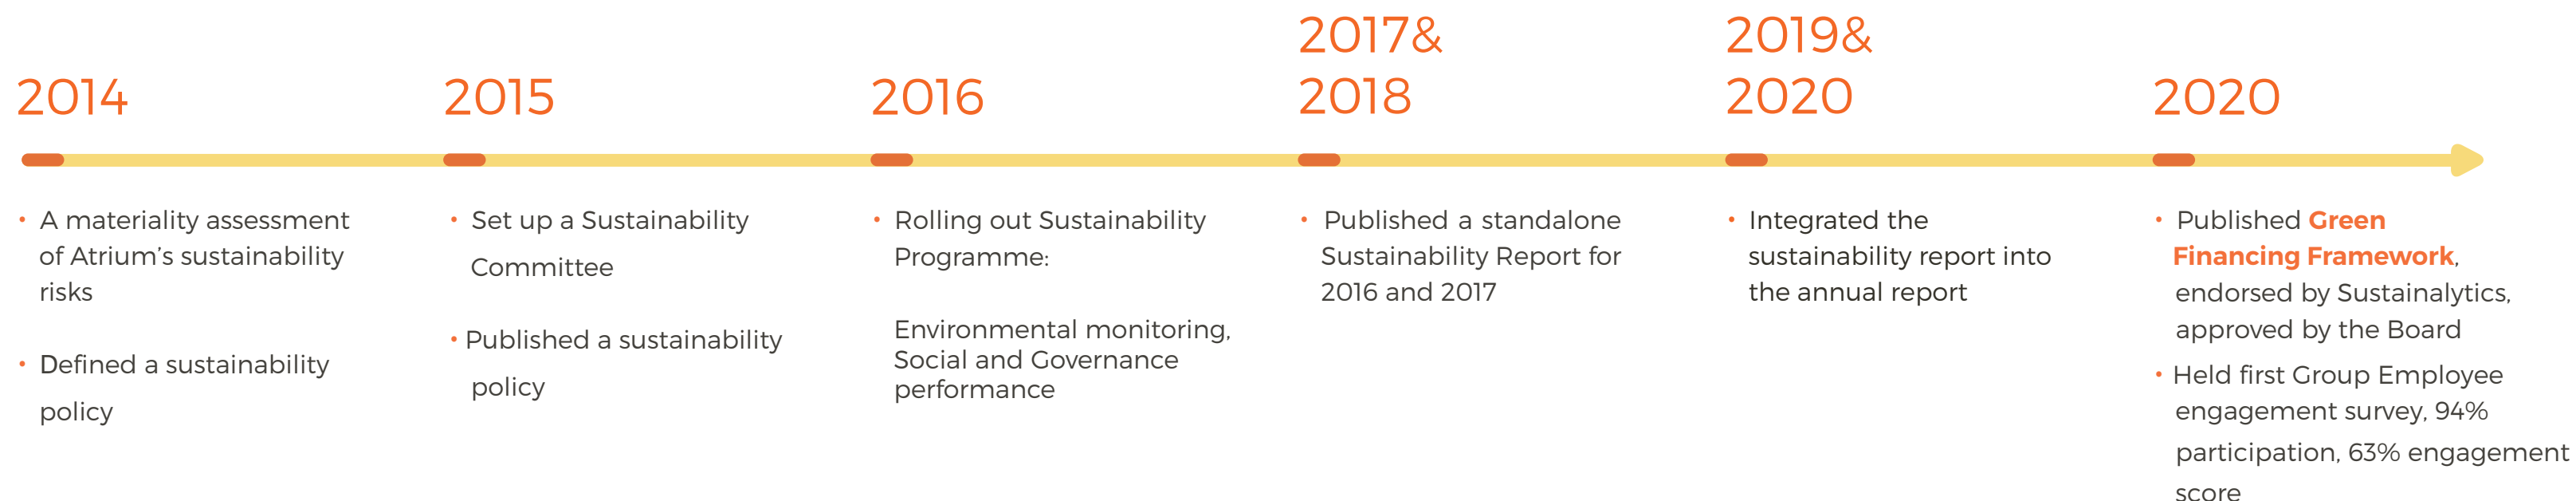 2014
• A materiality assessment
of Atrium’s sustainability
risks
• Defined a sustainability
policy
2015
• Set up a Sustainability
Committee
• Published a sustainability
policy
2016
• Rolling out Sustainability
Programme:
Environmental monitoring,
Social and Governance
performance
2017&
2018
• Published a standalone
Sustainability Report for
2016 and 2017
2019&
2020
• Integrated the
sustainability report into
the annual report
2020
• Published Green
Financing Framework,
endorsed by Sustainalytics,
approved by the Board
• Held first Group Employee
engagement survey, 94%
participation, 63% engagement
score